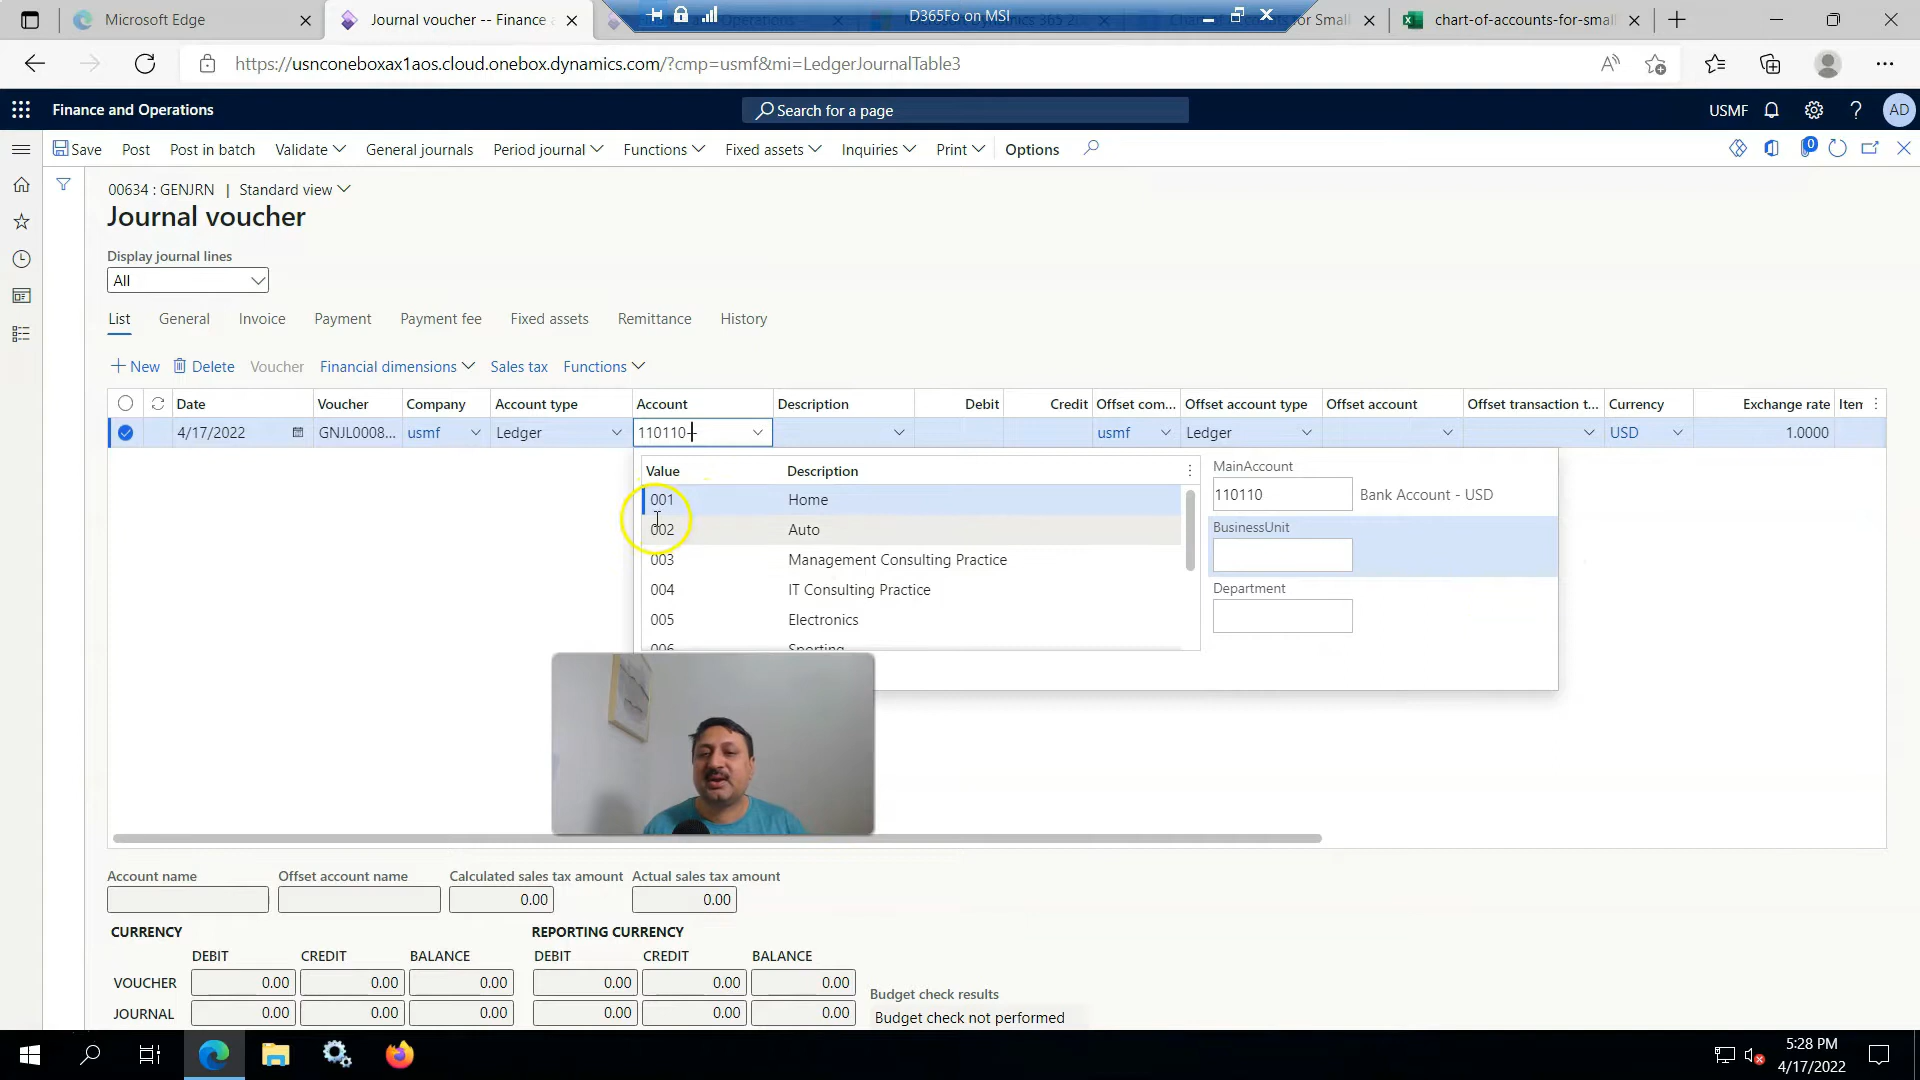 Microsoft Edge
Journal voucher -- Finance a
D365Fo on MSI
chart-of-accounts-for-small
https://usnconeboxax1aos.cloud.onebox.dynamics.com/?cmp=usmf&mi=LedgerJournalTable3
Finance and Operations
Search for a page
USMF
AD
Save
Post
Post in batch
Validate
General journals
Period journal
Functions
Fixed assets
Inquiries
Print
Options
0
00634 : GENJRN | Standard view
Journal voucher
Display journal lines
All
List
General
Invoice
Payment
Payment fee
Fixed assets
Remittance
History
New
Delete
Voucher
Financial dimensions
Sales tax
Functions
Date
Voucher
Company
Account type
Account
Description
Debit
Credit
Offset com...
Offset account type
Offset account
Offset transaction t...
Currency
Exchange rate
Item
4/17/2022
GNJL0008...
usmf
Ledger
110110-
usmf
Ledger
USD
1.0000
Value
Description
001
Home
002
Auto
003
Management Consulting Practice
004
IT Consulting Practice
005
Electronics
006
Sporting
MainAccount
110110
Bank Account - USD
BusinessUnit
Department
Account name
Offset account name
Calculated sales tax amount
Actual sales tax amount
0.00
0.00
CURRENCY
REPORTING CURRENCY
DEBIT
CREDIT
BALANCE
DEBIT
CREDIT
BALANCE
VOUCHER
0.00
0.00
0.00
0.00
0.00
0.00
JOURNAL
0.00
0.00
0.00
0.00
0.00
0.00
Budget check results
Budget check not performed
5:28 PM
4/17/2022